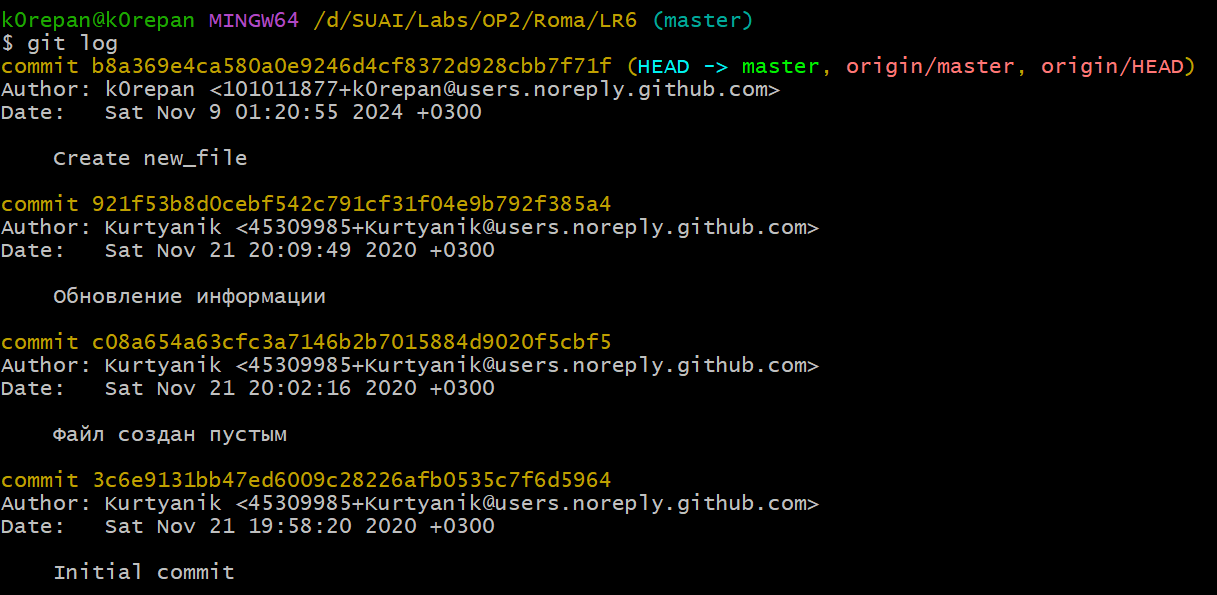 k0repan@k0repan MINGW64 /d/SUAI/Labs/OP2/Roma/LR6 (master)
$ git log
commit b8a369e4ca580a0e9246d4cf8372d928cbb7f71f (HEAD -> master, origin/master, origin/HEAD)
Author: k0repan <101011877+k0repan@users.noreply.github.com>
Date:   Sat Nov 9 01:20:55 2024 +0300
    Create new_file
commit 921f53b8d0cebf542c791cf31f04e9b792f385a4
Author: Kurtyanik <45309985+Kurtyanik@users.noreply.github.com>
Date:   Sat Nov 21 20:09:49 2020 +0300
    Обновление информации
commit c08a654a63cfc3a7146b2b7015884d9020f5cbf5
Author: Kurtyanik <45309985+Kurtyanik@users.noreply.github.com>
Date:   Sat Nov 21 20:02:16 2020 +0300
    Файл создан пустым
commit 3c6e9131bb47ed6009c28226afb0535c7f6d5964
Author: Kurtyanik <45309985+Kurtyanik@users.noreply.github.com>
Date:   Sat Nov 21 19:58:20 2020 +0300
    Initial commit